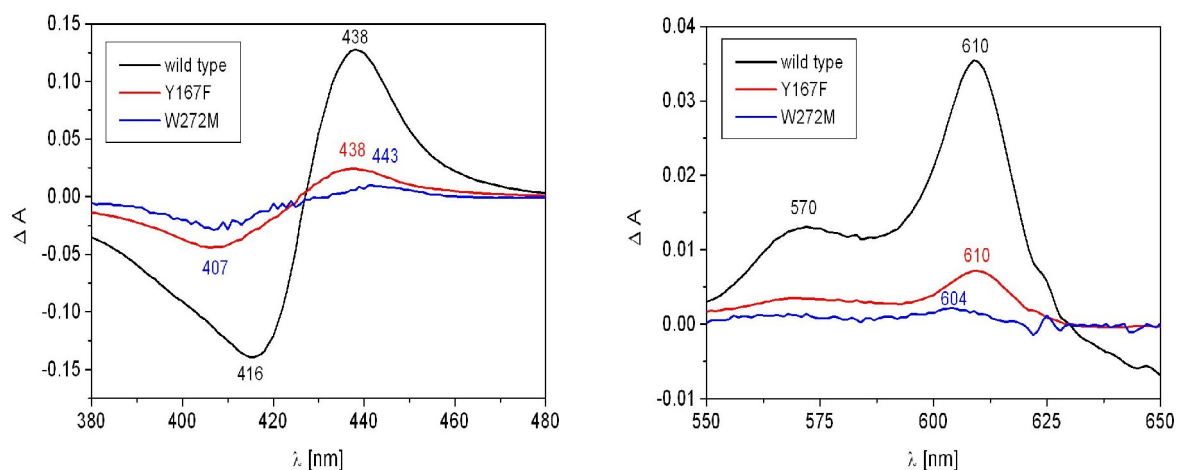 0.15
0.10
0.05
0.00
-0.05
-0.10
-0.15
Δ A
wild type
Y167F
W272M
438
438
443
407
416
380 400 420 440 460 480
λ [nm]
0.04
0.03
0.02
0.01
0.00
-0.01
Δ A
wild type
Y167F
W272M
610
570
610
604
550 575 600 625 650
λ [nm]